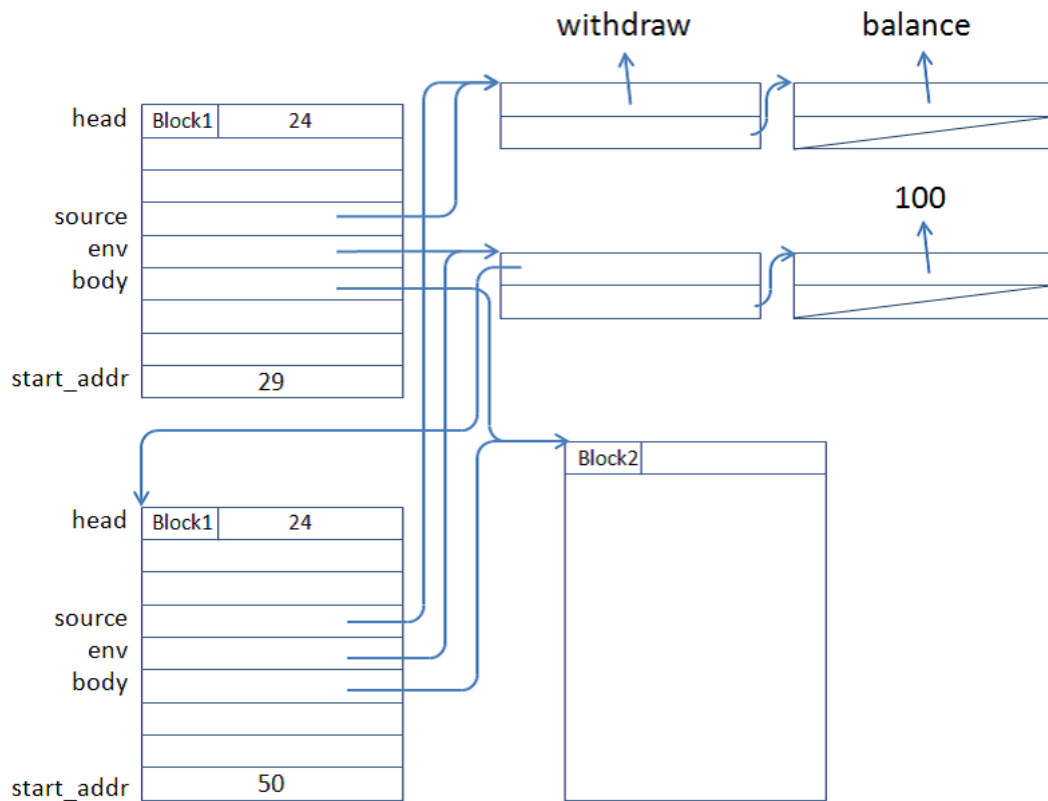 withdraw
balance
head
Block1
24
source
100
env
body
start_addr
29
Block2
head
Block1
24
source
env
body
start_addr
50